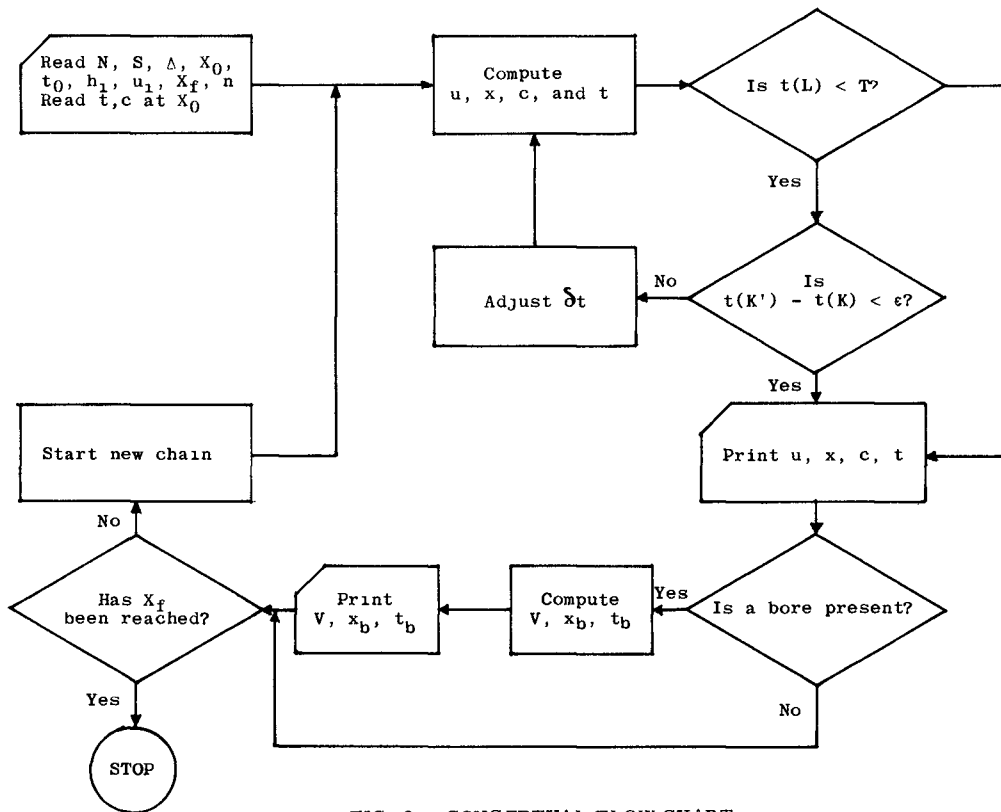 Read N, S, Δ, X0,
t0, h1, u1, Xf, n
Read t,c at X0
Compute
u, x, c, and t
Is t(L) < T?
Yes
Is
t(K') - t(K) < ε?
No
Adjust δt
Yes
Print u, x, c, t
Start new chain
No
Has Xf
been reached?
Print
V, xb, tb
Compute
V, xb, tb
Yes
Is a bore present?
No
Yes
STOP